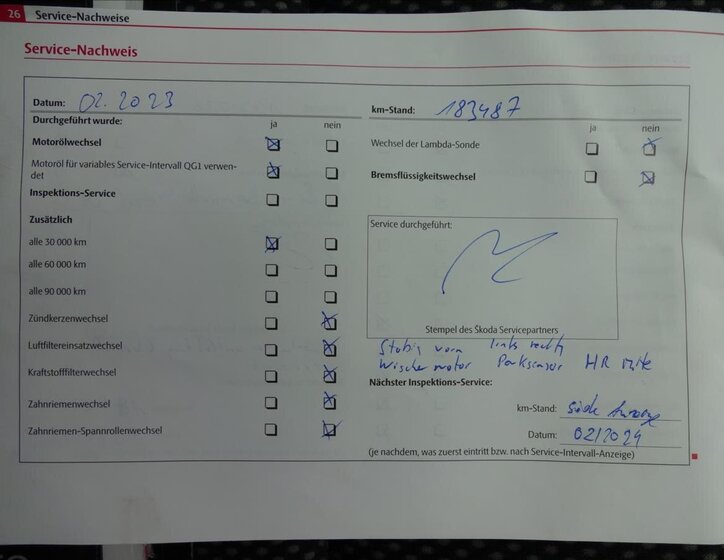 26 Service-Nachweise
Service-Nachweis
Datum: 02.2023
km-Stand: 183487
Durchgeführt wurde: ja nein
ja nein
Motorölwechsel
Wechsel der Lambda-Sonde
Motoröl für variables Service-Intervall QG1 verwen-
det
Bremsflüssigkeitswechsel
Inspektions-Service
Zusätzlich
Service durchgeführt:
alle 30 000 km
alle 60 000 km
alle 90 000 km
Zündkerzenwechsel
Stempel des Škoda Servicepartners
Luftfiltereinsatzwechsel
Stabis vorn links rechts
Wischermotor Parksensor HR
Kraftstofffilterwechsel
Nächster Inspektions-Service:
Zahnriemenwechsel
km-Stand: siehe Anzeige
Zahnriemen-Spannrollenwechsel
Datum: 02/2024
(je nachdem, was zuerst eintritt bzw. nach Service-Intervall-Anzeige)